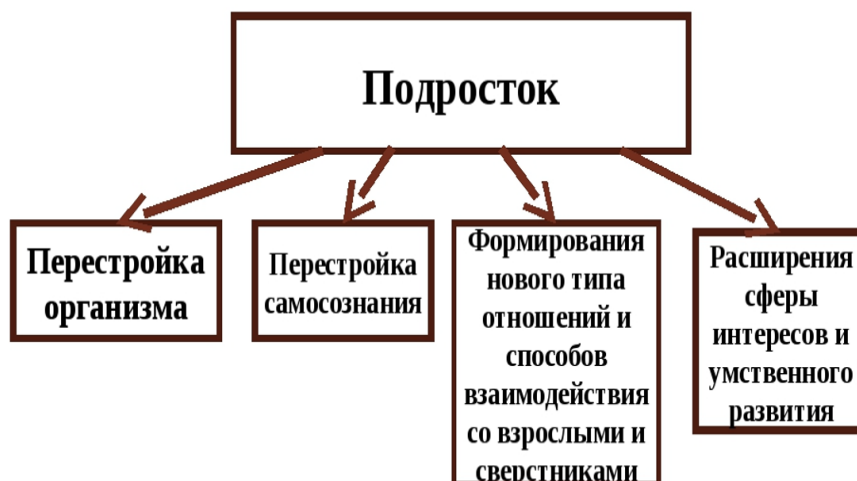 Подросток
Перестройка
организма
Перестройка
самосознания
Формирования
нового типа
отношений и
способов
взаимодействия
со взрослыми и
сверстниками
Расширения
сферы
интересов и
умственного
развития